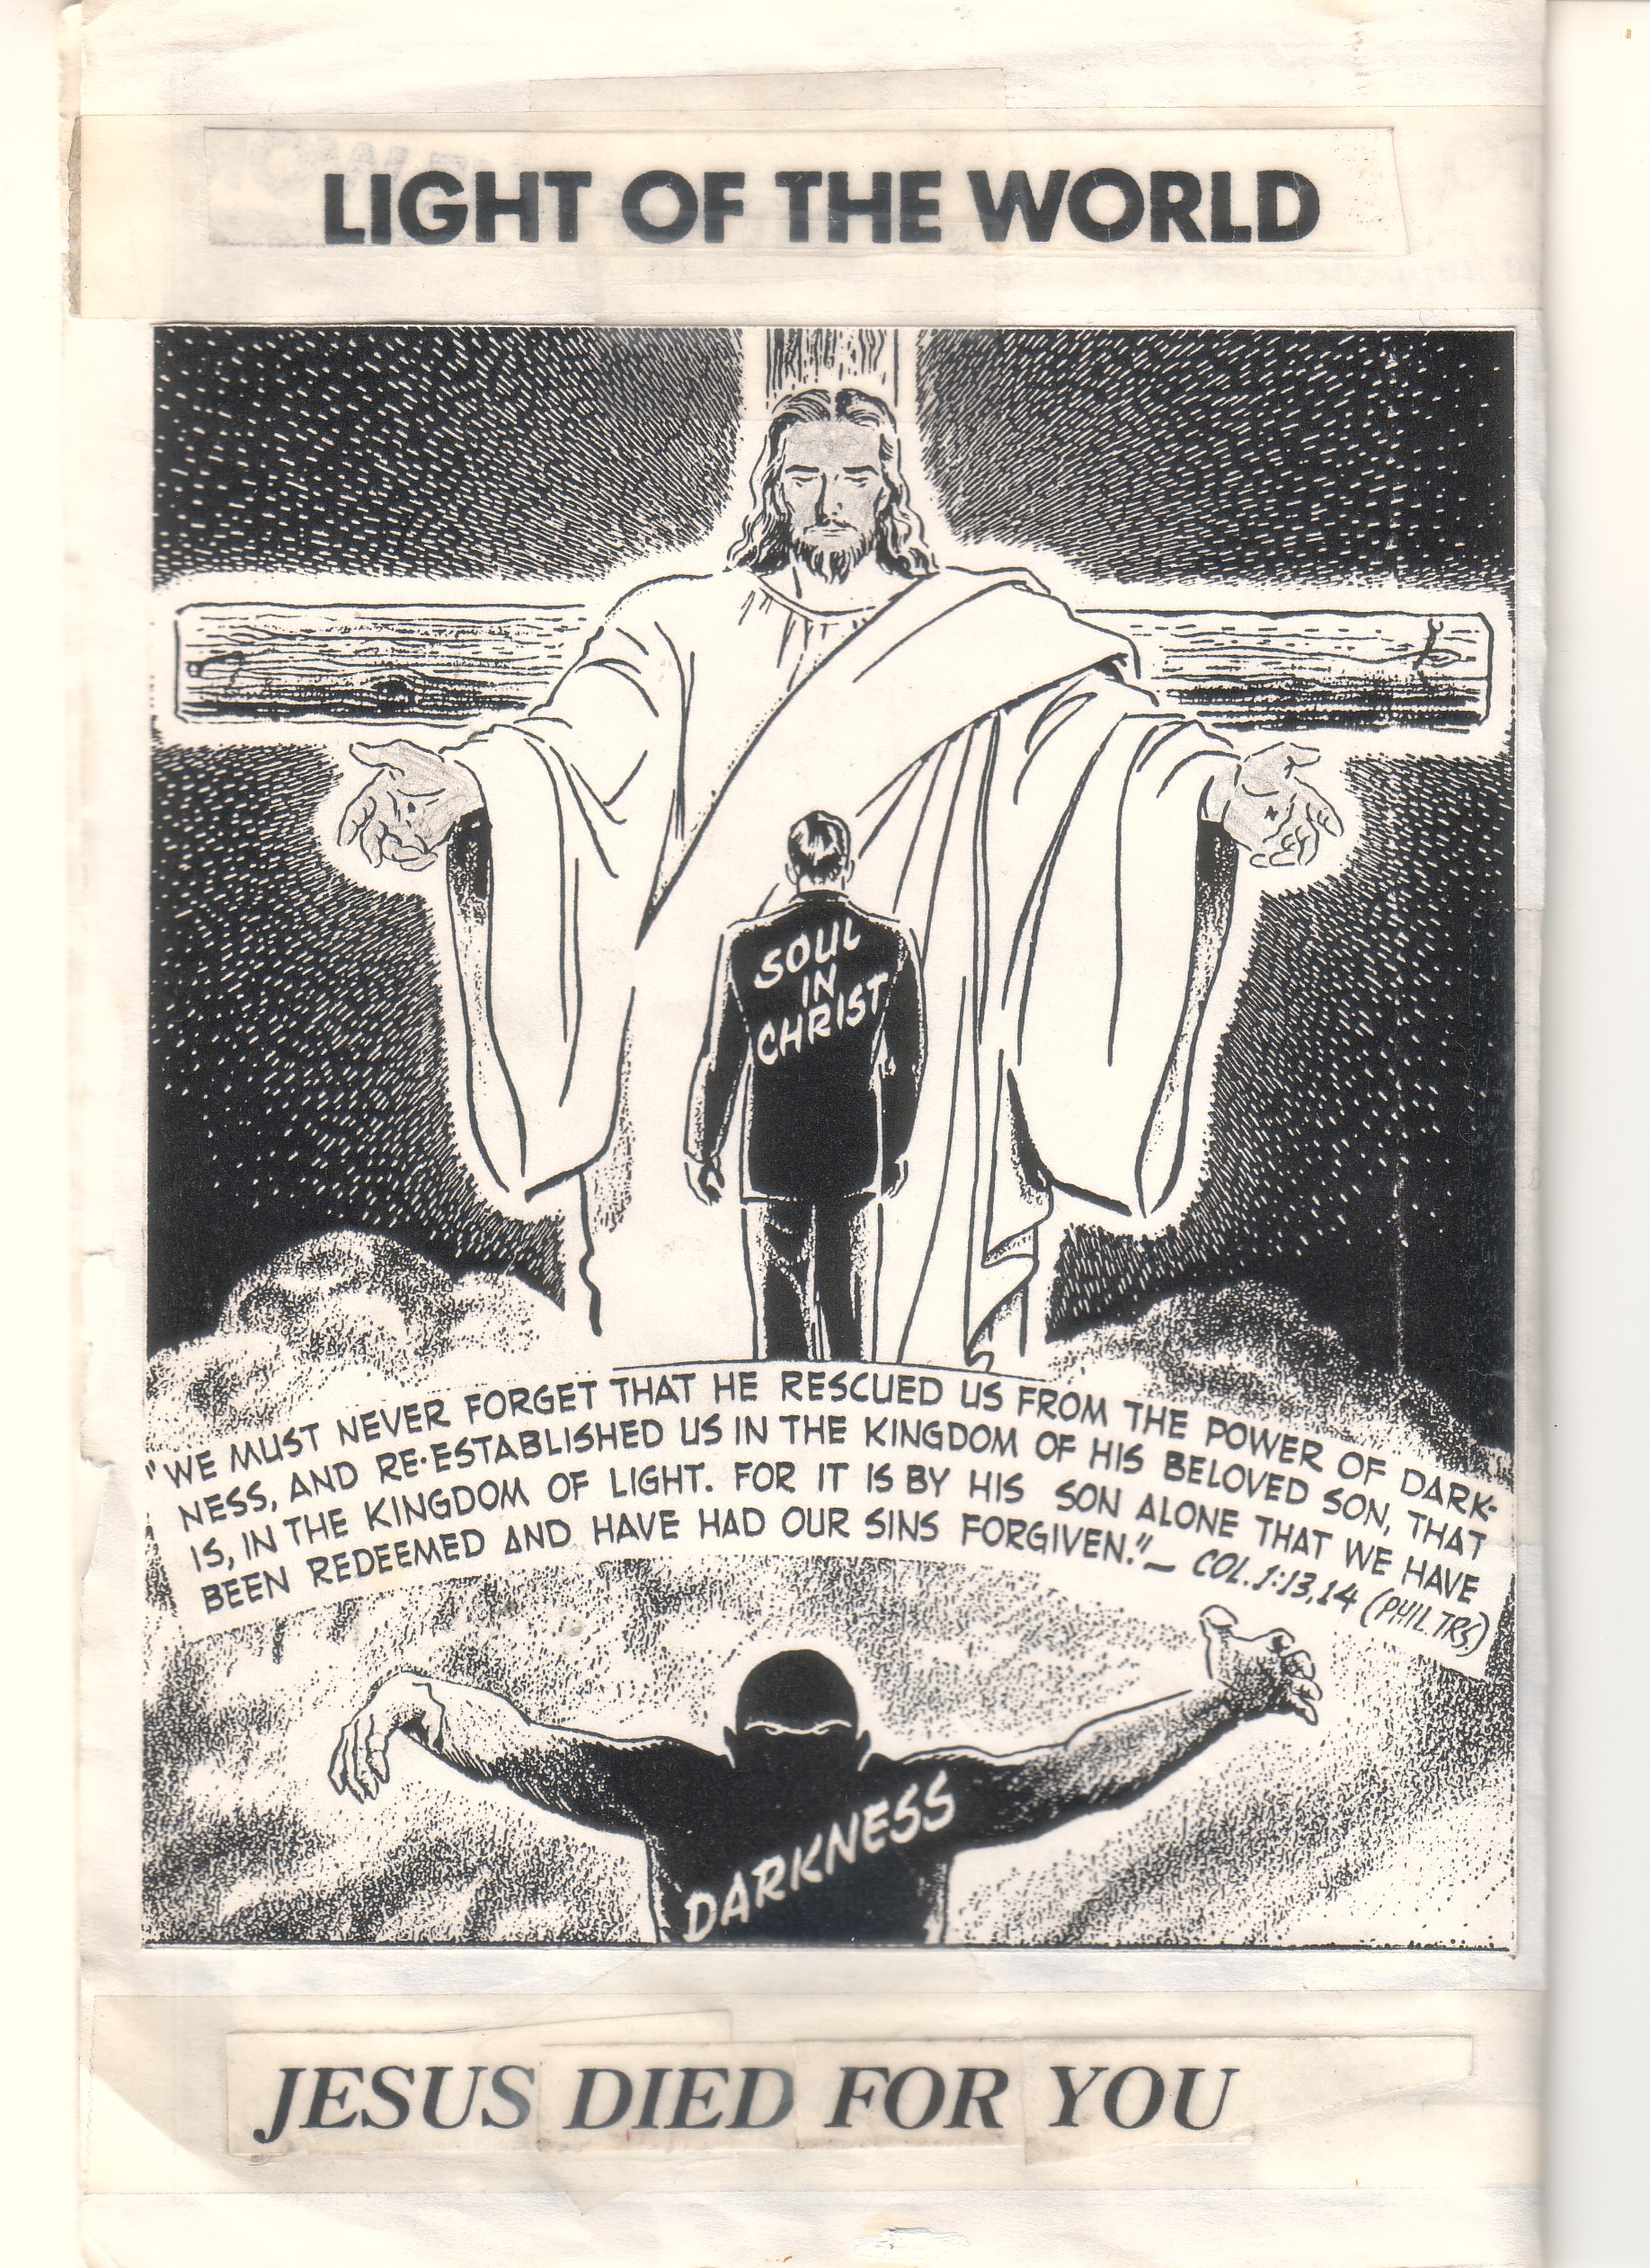 LIGHT OF THE WORLD
SOUL
IN
CHRIST
"WE MUST NEVER FORGET THAT HE RESCUED US FROM THE POWER OF DARK-
NESS, AND RE-ESTABLISHED US IN THE KINGDOM OF HIS BELOVED SON, THAT
IS, IN THE KINGDOM OF LIGHT. FOR IT IS BY HIS SON ALONE THAT WE HAVE
BEEN REDEEMED AND HAVE HAD OUR SINS FORGIVEN."— COL. 1:13,14 (PHIL. TRS)
DARKNESS
JESUS DIED FOR YOU